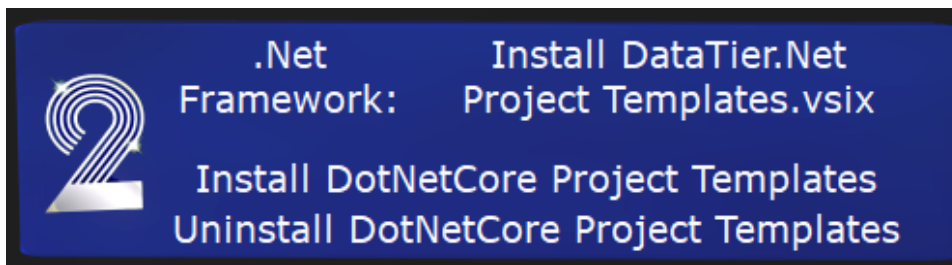 2
.Net
Framework:
Install DataTier.Net
Project Templates.vsix
Install DotNetCore Project Templates
Uninstall DotNetCore Project Templates